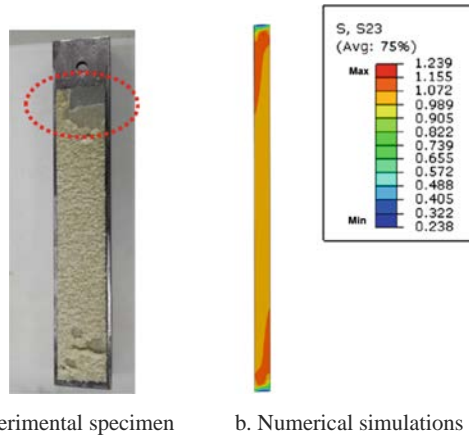 S, S23
(Avg: 75%)
Max
1.239
1.155
1.072
0.989
0.905
0.822
0.739
0.655
0.572
0.488
0.405
0.322
Min
0.238
erimental specimen
b. Numerical simulations